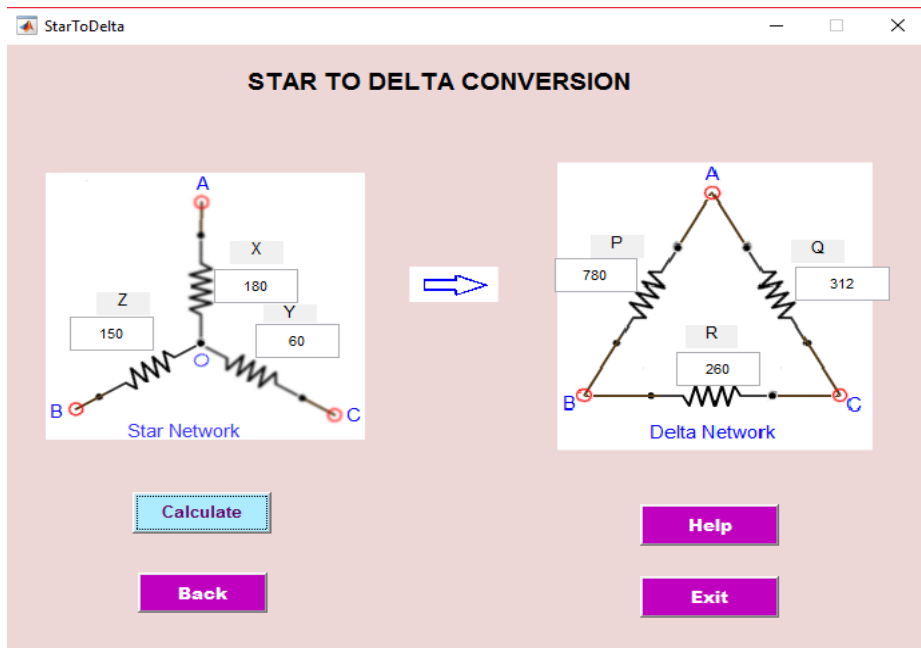 StarToDelta
STAR TO DELTA CONVERSION
A
X
180
Z
150
Y
60
O
B
C
Star Network
A
P
780
Q
312
R
260
B
C
Delta Network
Calculate
Help
Back
Exit